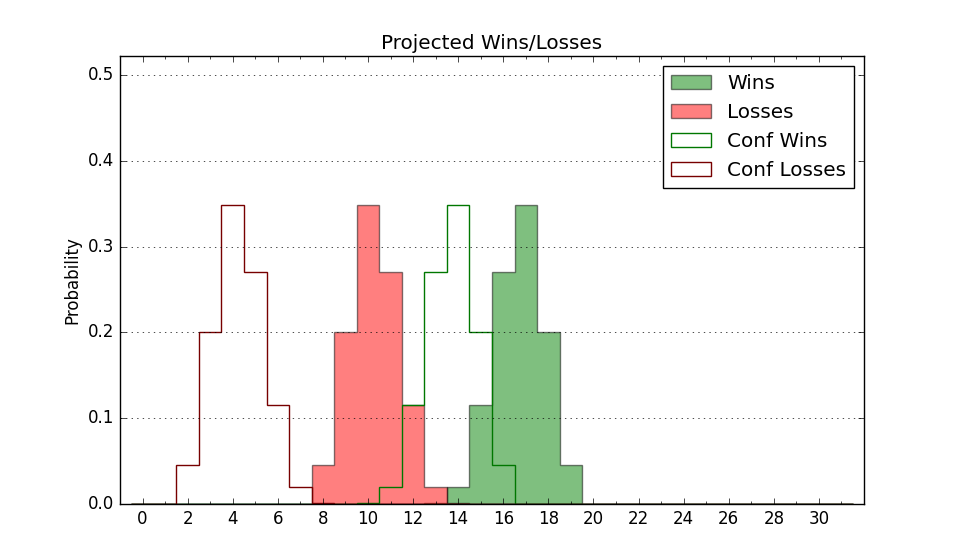 Projected Wins/Losses
Probability
0.5
0.4
0.3
0.2
0.1
0.0
Wins
Losses
Conf Wins
Conf Losses
0 2 4 6 8 10 12 14 16 18 20 22 24 26 28 30